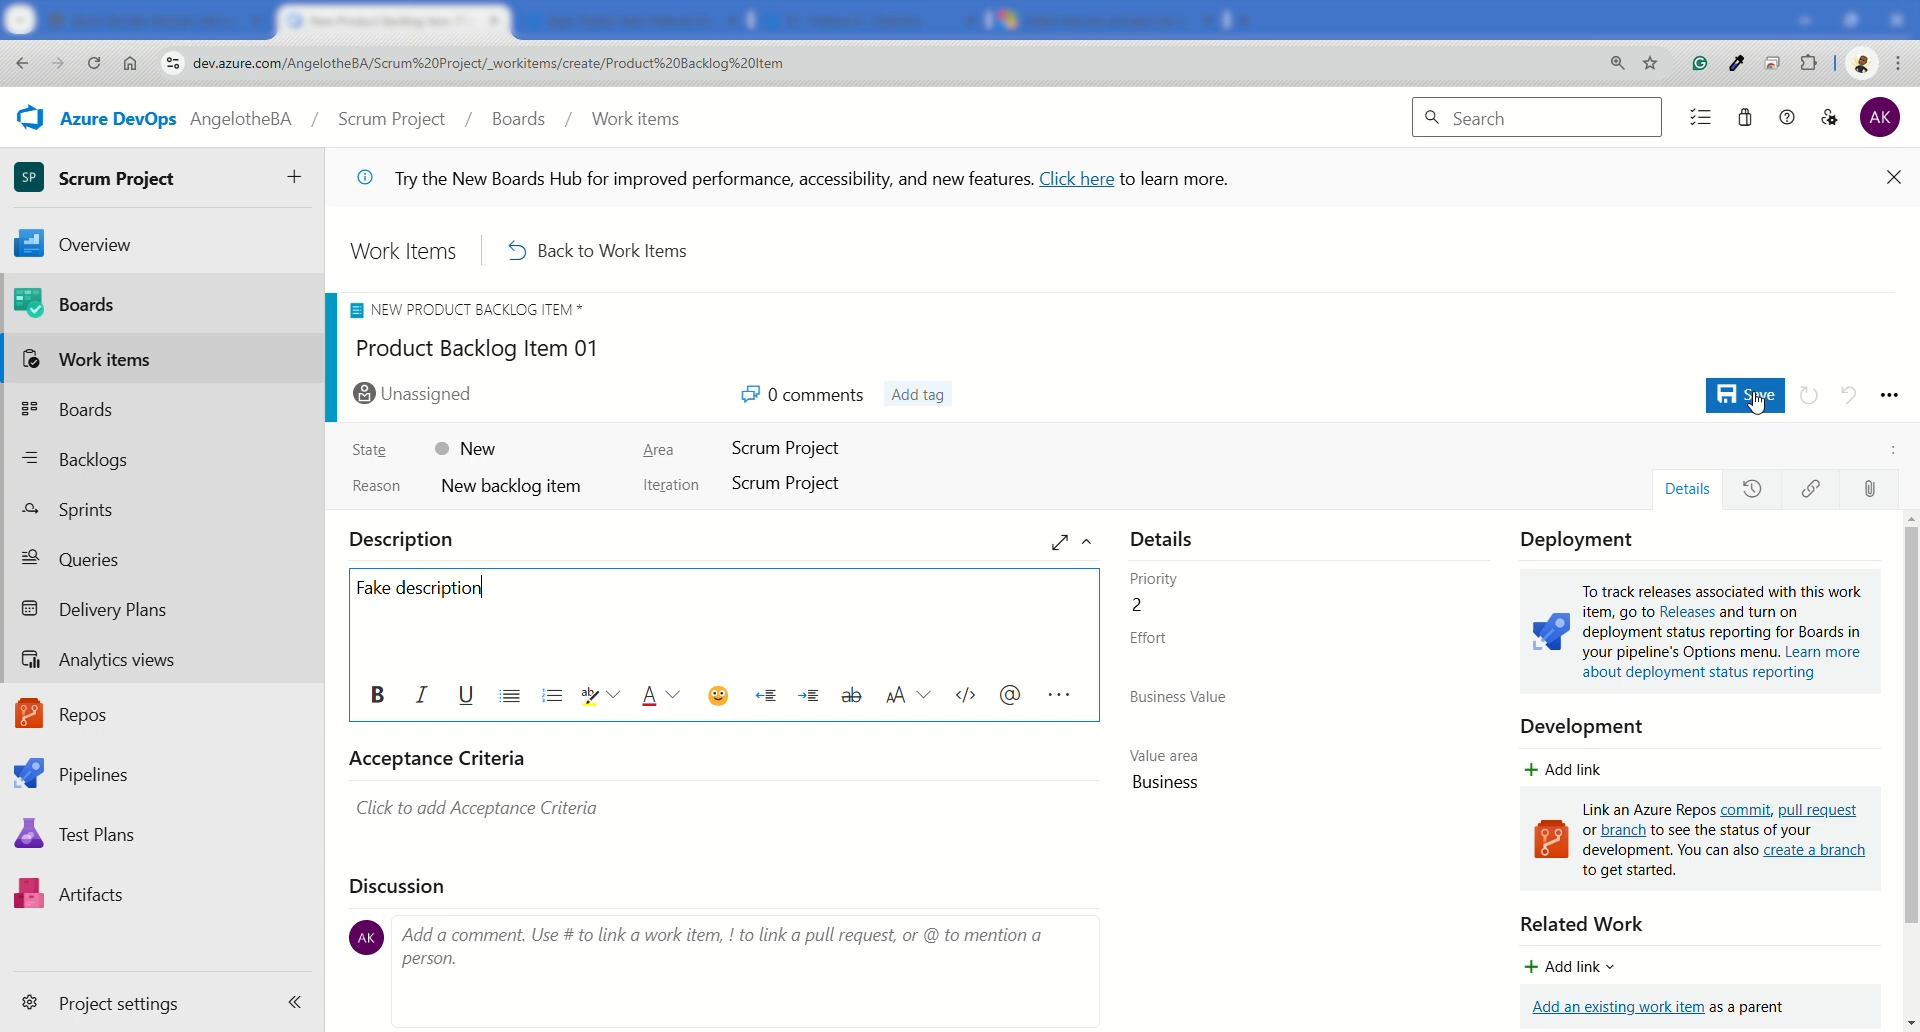 dev.azure.com/AngelotheBA/Scrum%20Project/_workitems/create/Product%20Backlog%20Item
Azure DevOps AngelotheBA / Scrum Project / Boards / Work items
Search
AK
SP Scrum Project
Try the New Boards Hub for improved performance, accessibility, and new features. Click here to learn more.
Overview
Boards
Work items
Boards
Backlogs
Sprints
Queries
Delivery Plans
Analytics views
Repos
Pipelines
Test Plans
Artifacts
Project settings
Work Items
Back to Work Items
NEW PRODUCT BACKLOG ITEM *
Product Backlog Item 01
Unassigned
0 comments
Add tag
Save
State New
Area Scrum Project
Reason New backlog item
Iteration Scrum Project
Details
Description
Fake description
Acceptance Criteria
Click to add Acceptance Criteria
Discussion
AK
Add a comment. Use # to link a work item, ! to link a pull request, or @ to mention a
person.
Details
Priority
2
Effort
Business Value
Value area
Business
Deployment
To track releases associated with this work
item, go to Releases and turn on
deployment status reporting for Boards in
your pipeline's Options menu. Learn more
about deployment status reporting
Development
Add link
Link an Azure Repos commit, pull request
or branch to see the status of your
development. You can also create a branch
to get started.
Related Work
Add link
Add an existing work item as a parent